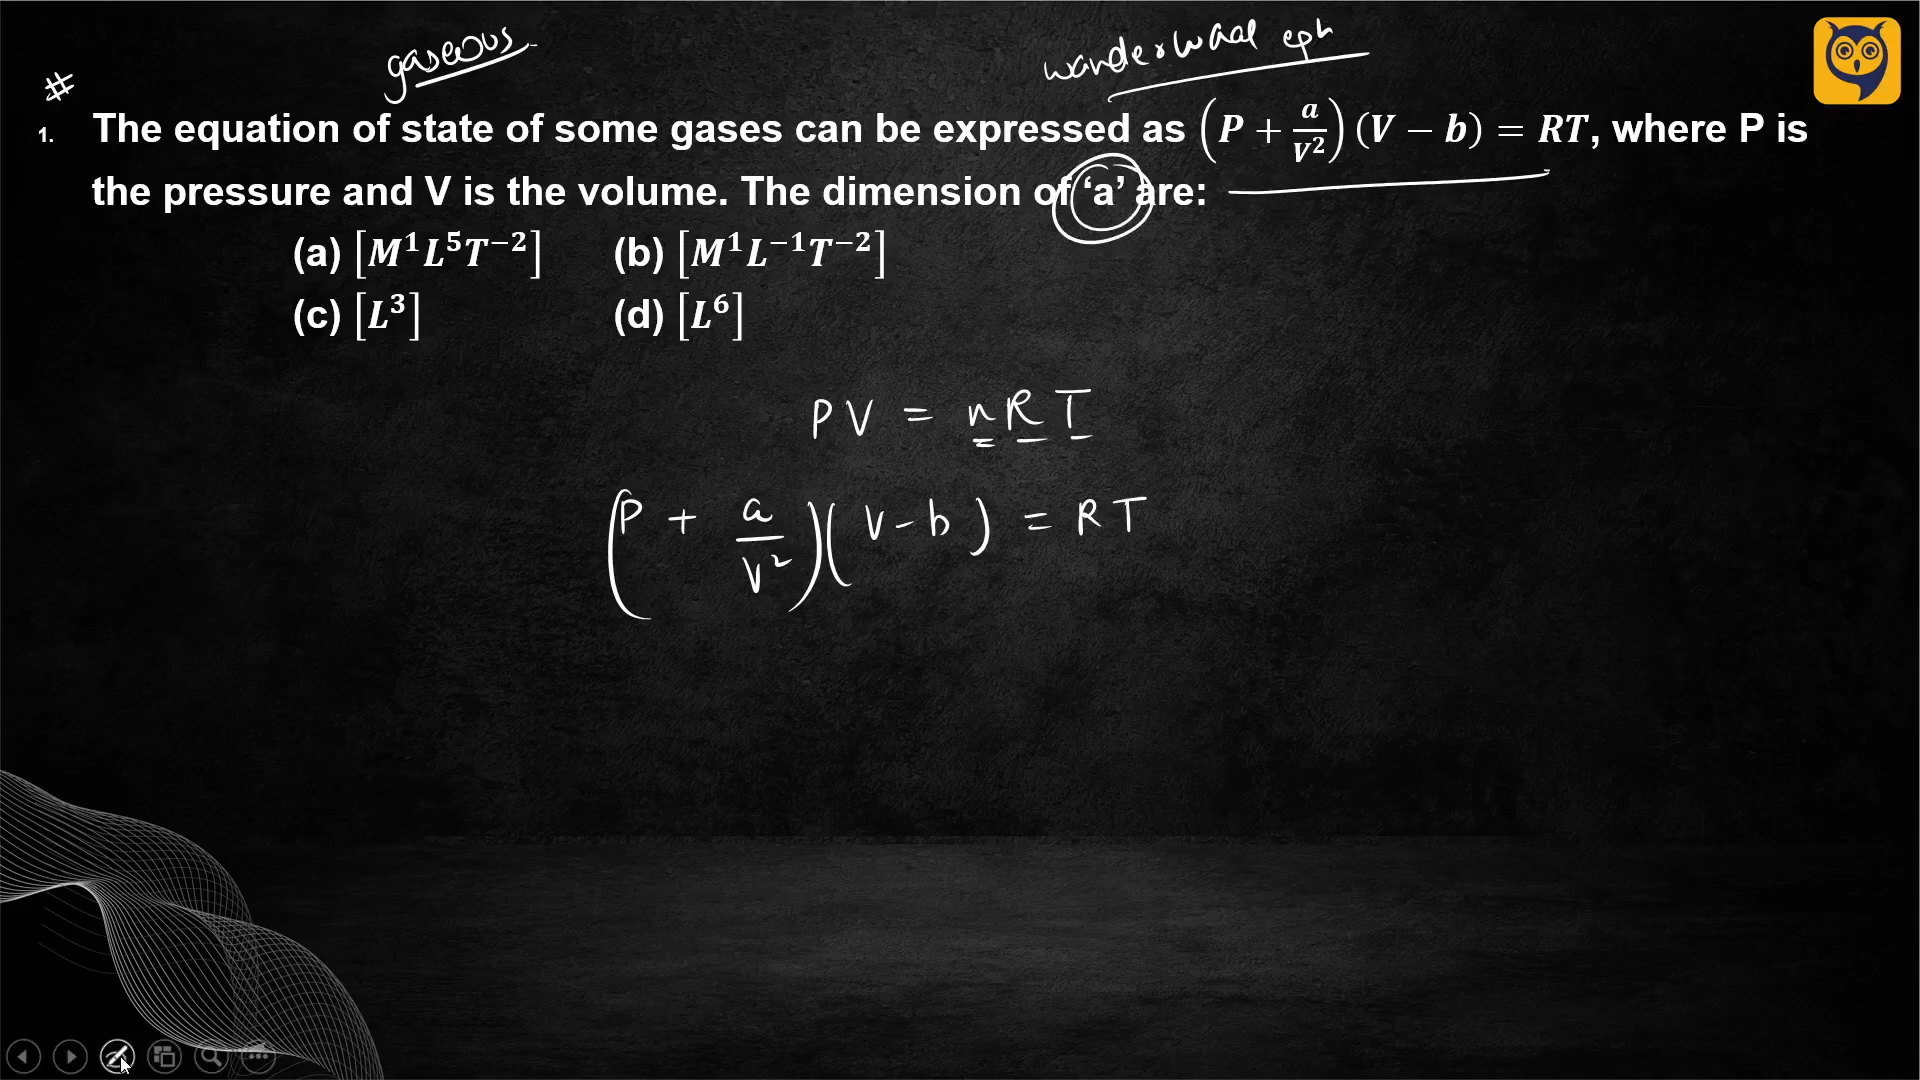 gaseous
wanderwaal eqn
#
1. The equation of state of some gases can be expressed as (P + a/V²) (V − b) = RT, where P is
the pressure and V is the volume. The dimension of ‘a’ are:
(a) [M¹L⁵T⁻²] (b) [M¹L⁻¹T⁻²]
(c) [L³] (d) [L⁶]
PV = nRT
(P + a/V²)(V - b) = RT